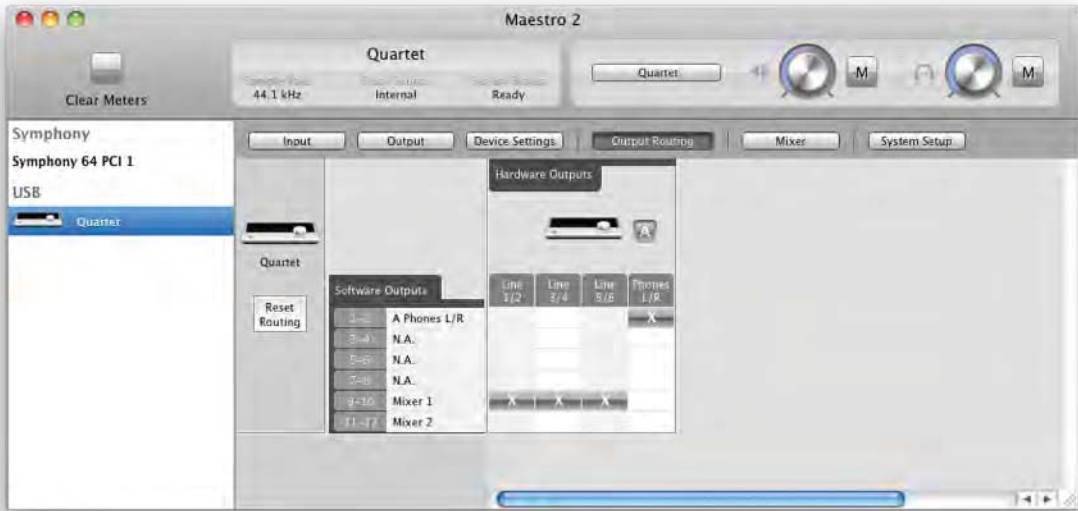 Maestro 2
Clear Meters
Quartet
44.1 kHz
Internal
Ready
Quartet
M
M
Symphony
Symphony 64 PCI 1
USB
Quartet
Input
Output
Device Settings
Output Routing
Mixer
System Setup
Quartet
Reset
Routing
Hardware Outputs
A
Line
1/2
Line
3/4
Line
5/6
Phones
L/R
Software Outputs
1-2 A Phones L/R X
3-4 N.A.
5-6 N.A.
7-8 N.A.
9-10 Mixer 1 X X X
11-12 Mixer 2